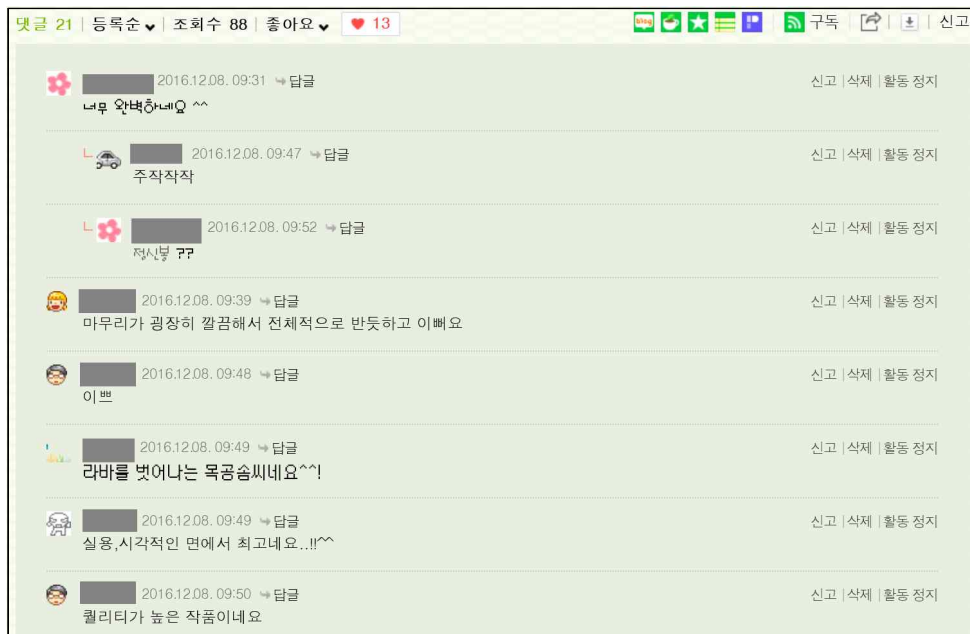 댓글 21 | 등록순 | 조회수 88 | 좋아요 13 blog 구독 신고
2016.12.08. 09:31 답글 신고 | 삭제 | 활동 정지
너무 완벽하네요 ^^
2016.12.08. 09:47 답글 신고 | 삭제 | 활동 정지
주작작작
2016.12.08. 09:52 답글 신고 | 삭제 | 활동 정지
정신봉 ??
2016.12.08. 09:39 답글 신고 | 삭제 | 활동 정지
마무리가 굉장히 깔끔해서 전체적으로 반듯하고 이뻐요
2016.12.08. 09:48 답글 신고 | 삭제 | 활동 정지
이쁘
2016.12.08. 09:49 답글 신고 | 삭제 | 활동 정지
라바를 벗어나는 목공솜씨네요^^!
2016.12.08. 09:49 답글 신고 | 삭제 | 활동 정지
실용,시각적인 면에서 최고네요..!!^^
2016.12.08. 09:50 답글 신고 | 삭제 | 활동 정지
퀄리티가 높은 작품이네요